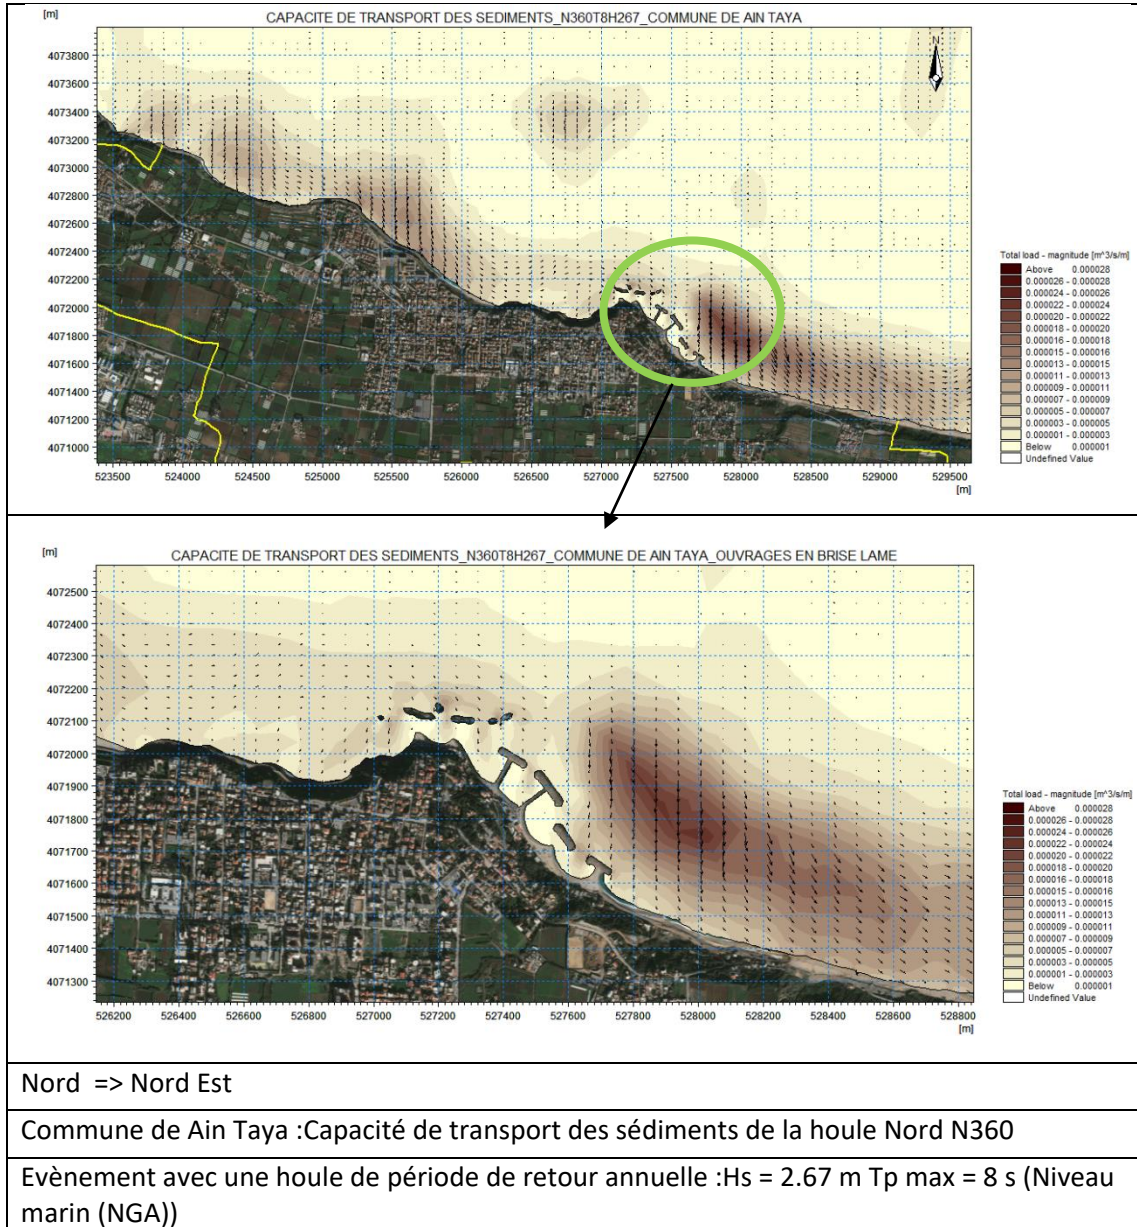 [m]
CAPACITE DE TRANSPORT DES SEDIMENTS_N360T8H267_COMMUNE DE AIN TAYA
N
4073800
4073600
4073400
4073200
4073000
4072800
4072600
4072400
4072200
4072000
4071800
4071600
4071400
4071200
4071000
523500 524000 524500 525000 525500 526000 526500 527000 527500 528000 528500 529000 529500
[m]
Total load - magnitude [m^3/s/m]
Above 0.000028
0.000026 - 0.000028
0.000024 - 0.000026
0.000022 - 0.000024
0.000020 - 0.000022
0.000018 - 0.000020
0.000016 - 0.000018
0.000015 - 0.000016
0.000013 - 0.000015
0.000011 - 0.000013
0.000009 - 0.000011
0.000007 - 0.000009
0.000005 - 0.000007
0.000003 - 0.000005
0.000001 - 0.000003
Below 0.000001
Undefined Value
[m]
CAPACITE DE TRANSPORT DES SEDIMENTS_N360T8H267_COMMUNE DE AIN TAYA_OUVRAGES EN BRISE LAME
4072500
4072400
4072300
4072200
4072100
4072000
4071900
4071800
4071700
4071600
4071500
4071400
4071300
526200 526400 526600 526800 527000 527200 527400 527600 527800 528000 528200 528400 528600 528800
[m]
Total load - magnitude [m^3/s/m]
Above 0.000028
0.000026 - 0.000028
0.000024 - 0.000026
0.000022 - 0.000024
0.000020 - 0.000022
0.000018 - 0.000020
0.000016 - 0.000018
0.000015 - 0.000016
0.000013 - 0.000015
0.000011 - 0.000013
0.000009 - 0.000011
0.000007 - 0.000009
0.000005 - 0.000007
0.000003 - 0.000005
0.000001 - 0.000003
Below 0.000001
Undefined Value
Nord => Nord Est
Commune de Ain Taya :Capacité de transport des sédiments de la houle Nord N360
Evènement avec une houle de période de retour annuelle :Hs = 2.67 m Tp max = 8 s (Niveau
marin (NGA))